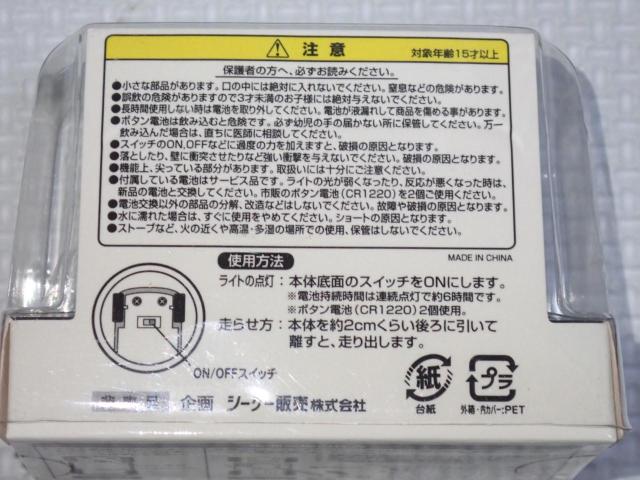 注意
対象年齢15才以上
保護者の方へ、必ずお読みください。
●小さな部品があります。口の中には絶対に入れないでください。窒息などの危険があります。
●誤飲の危険がありますので3才未満のお子様には絶対与えないでください。
●長時間使用しない時は電池を取り外してください。電池が液漏れして商品を傷める事があります。
●ボタン電池は飲み込むと危険です。必ず幼児の手の届かない所に保管してください。万一
飲み込んだ場合は、直ちに医師に相談してください。
●スイッチのON、OFFなどに過度の力を加えますと、破損の原因となります。
●落としたり、壁に衝突させたりなど強い衝撃を与えないでください。破損の原因となります。
●機能上、尖っている部分があります。取扱いには十分にご注意ください。
●付属している電池はサービス品です。ライトの光が弱くなったり、反応が悪くなった時は、
新品の電池と交換してください。市販のボタン電池(CR1220)を2個ご使用ください。
●電池交換以外の部品の分解、改造などはしないでください。故障や破損の原因となります。
●水に濡れた場合は、すぐに使用をやめてください。ショートの原因となります。
●ストーブなど、火の近くや高温・多湿の場所での使用、保管はしないでください。
MADE IN CHINA
使用方法
ライトの点灯:本体底面のスイッチをONにします。
※電池持続時間は連続点灯で約6時間です。
※ボタン電池(CR1220)2個使用。
走らせ方:本体を約2cmくらい後ろに引いて
離すと、走り出します。
ON/OFFスイッチ
企画 シーシー販売株式会社
紙
台紙
プラ
外箱・内カバー:PET